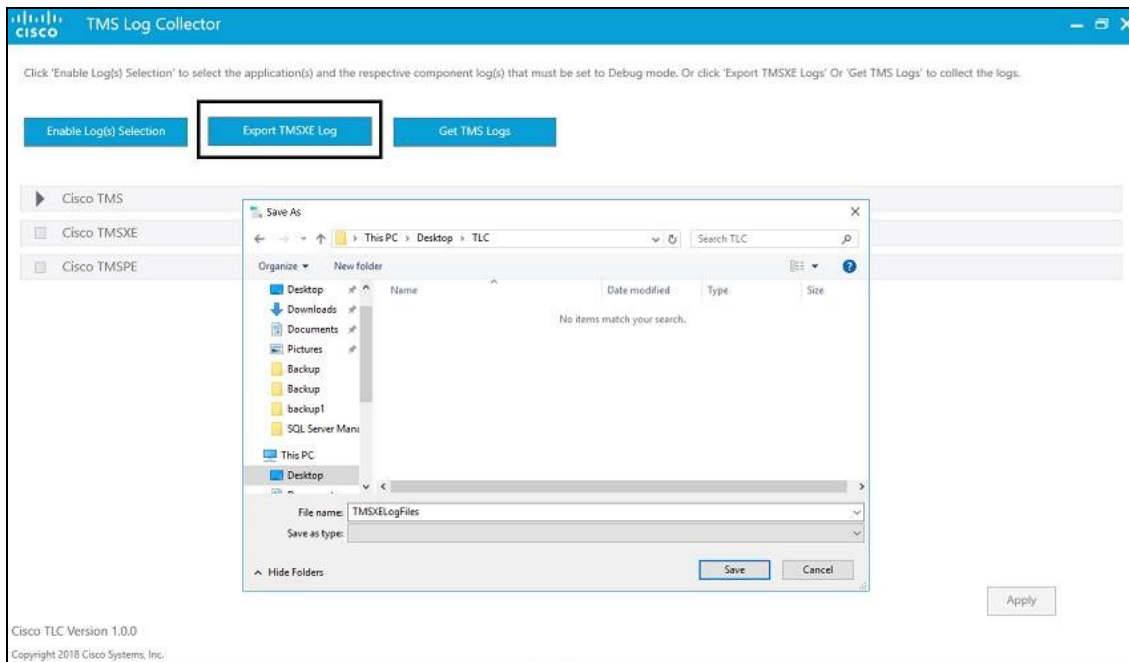 CISCO TMS Log Collector
Click 'Enable Log(s) Selection' to select the application(s) and the respective component log(s) that must be set to Debug mode. Or click 'Export TMSXE Logs' Or 'Get TMS Logs' to collect the logs.
Enable Log(s) Selection Export TMSXE Log Get TMS Logs
Cisco TMS
Cisco TMSXE
Cisco TMSPE
Save As
This PC > Desktop > TLC Search TLC
Organize New folder
Name Date modified Type Size
No items match your search.
Desktop
Downloads
Documents
Pictures
Backup
Backup
backup1
SQL Server Mana
This PC
Desktop
File name: TMSXELogFiles
Save as type:
Hide Folders Save Cancel
Apply
Cisco TLC Version 1.0.0
Copyright 2018 Cisco Systems, Inc.